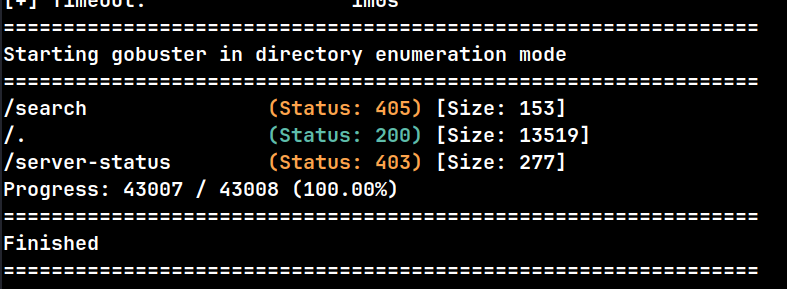 [+] Timeout:                 1m0s
===============================================================
Starting gobuster in directory enumeration mode
===============================================================
/search               (Status: 405) [Size: 153]
/.                    (Status: 200) [Size: 13519]
/server-status        (Status: 403) [Size: 277]
Progress: 43007 / 43008 (100.00%)
===============================================================
Finished
===============================================================